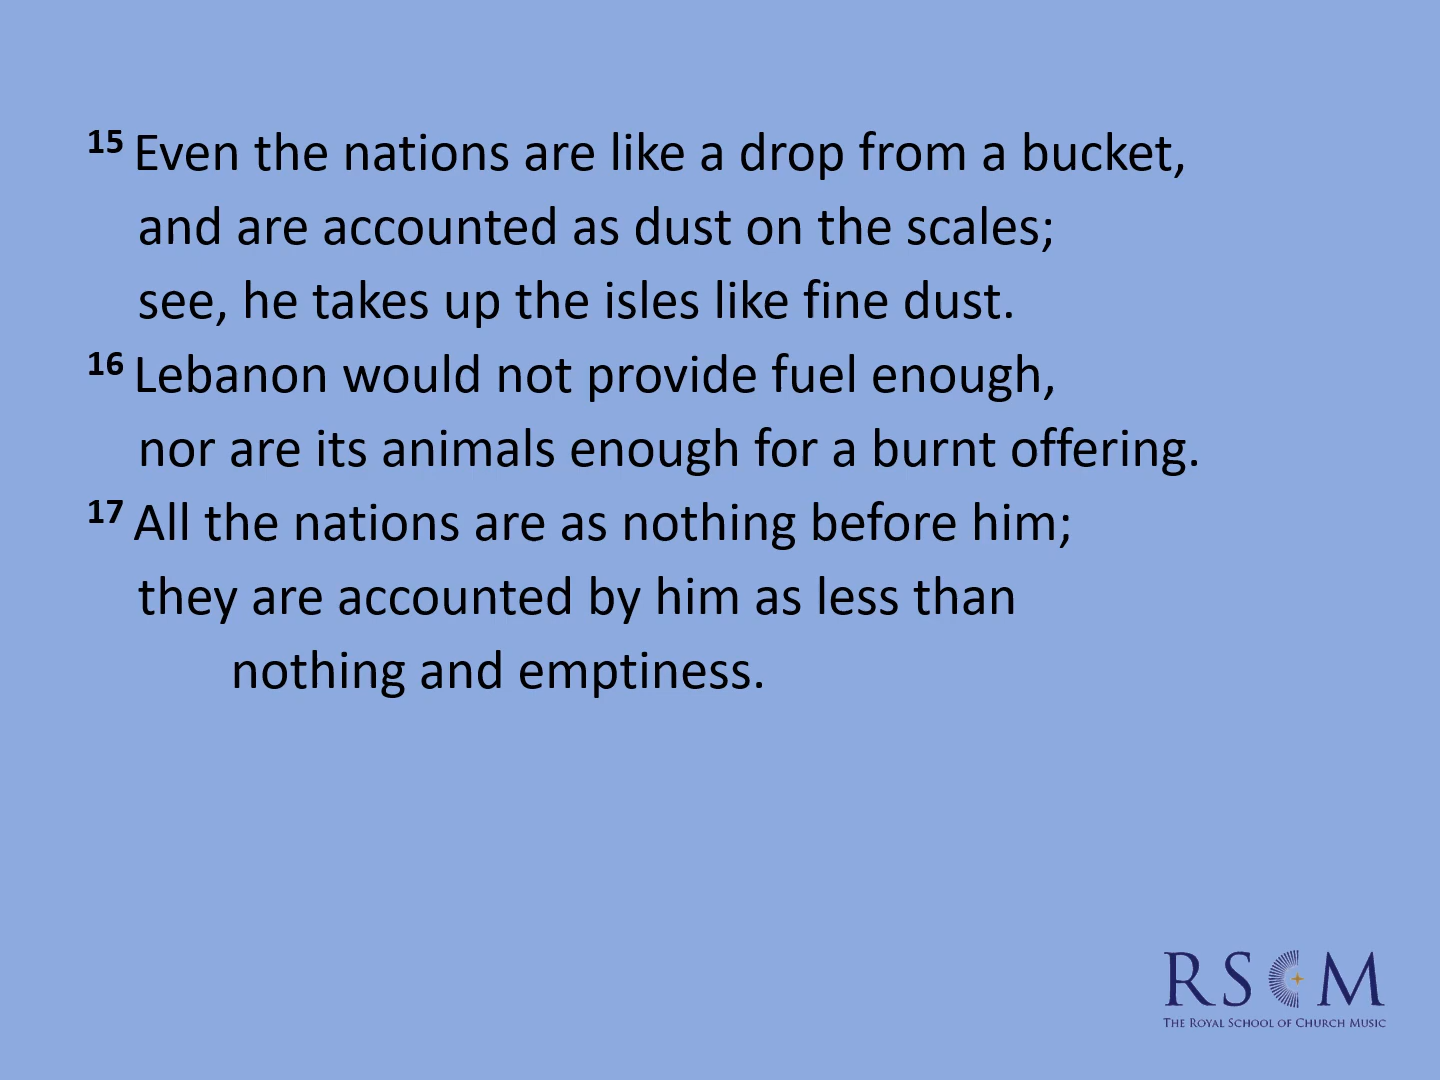 15 Even the nations are like a drop from a bucket,
and are accounted as dust on the scales;
see, he takes up the isles like fine dust.
16 Lebanon would not provide fuel enough,
nor are its animals enough for a burnt offering.
17 All the nations are as nothing before him;
they are accounted by him as less than
nothing and emptiness.
RSCM
THE ROYAL SCHOOL OF CHURCH MUSIC